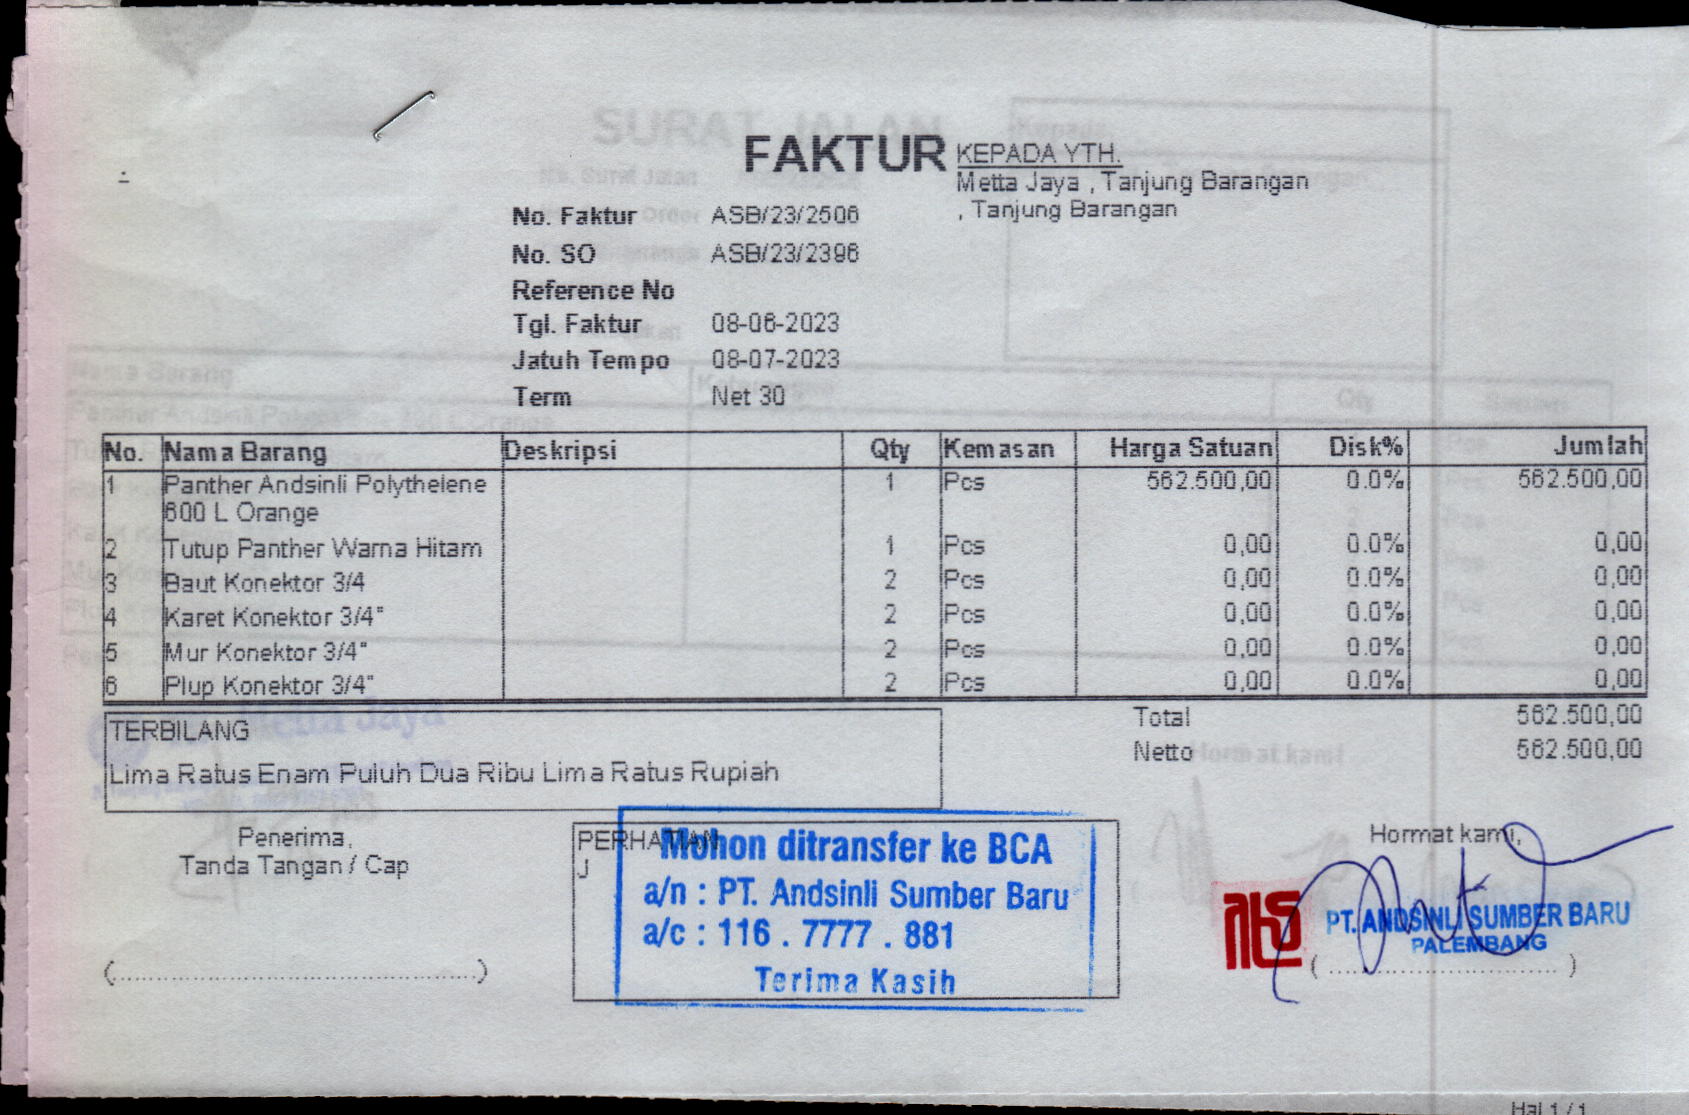 FAKTUR
KEPADA YTH.
Metta Jaya , Tanjung Barangan
, Tanjung Barangan
No. Faktur ASB/23/2506
No. SO ASB/23/2396
Reference No
Tgl. Faktur 08-06-2023
Jatuh Tempo 08-07-2023
Term Net 30
No. Nama Barang Deskripsi Qty Kemasan Harga Satuan Disk% Jumlah
1 Panther Andsinli Polythelene 1 Pcs 562.500,00 0.0% 562.500,00
600 L Orange
2 Tutup Panther Warna Hitam 1 Pcs 0,00 0.0% 0,00
3 Baut Konektor 3/4 2 Pcs 0,00 0.0% 0,00
4 Karet Konektor 3/4" 2 Pcs 0,00 0.0% 0,00
5 Mur Konektor 3/4" 2 Pcs 0,00 0.0% 0,00
6 Plup Konektor 3/4" 2 Pcs 0,00 0.0% 0,00
Total 562.500,00
Netto 562.500,00
TERBILANG
Lima Ratus Enam Puluh Dua Ribu Lima Ratus Rupiah
Penerima,
Tanda Tangan / Cap
PERHATIAN
J
Mohon ditransfer ke BCA
a/n : PT. Andsinli Sumber Baru
a/c : 116 . 7777 . 881
Terima Kasih
Hormat kami,
PT. ANDSINLI SUMBER BARU
PALEMBANG
Hal 1 / 1